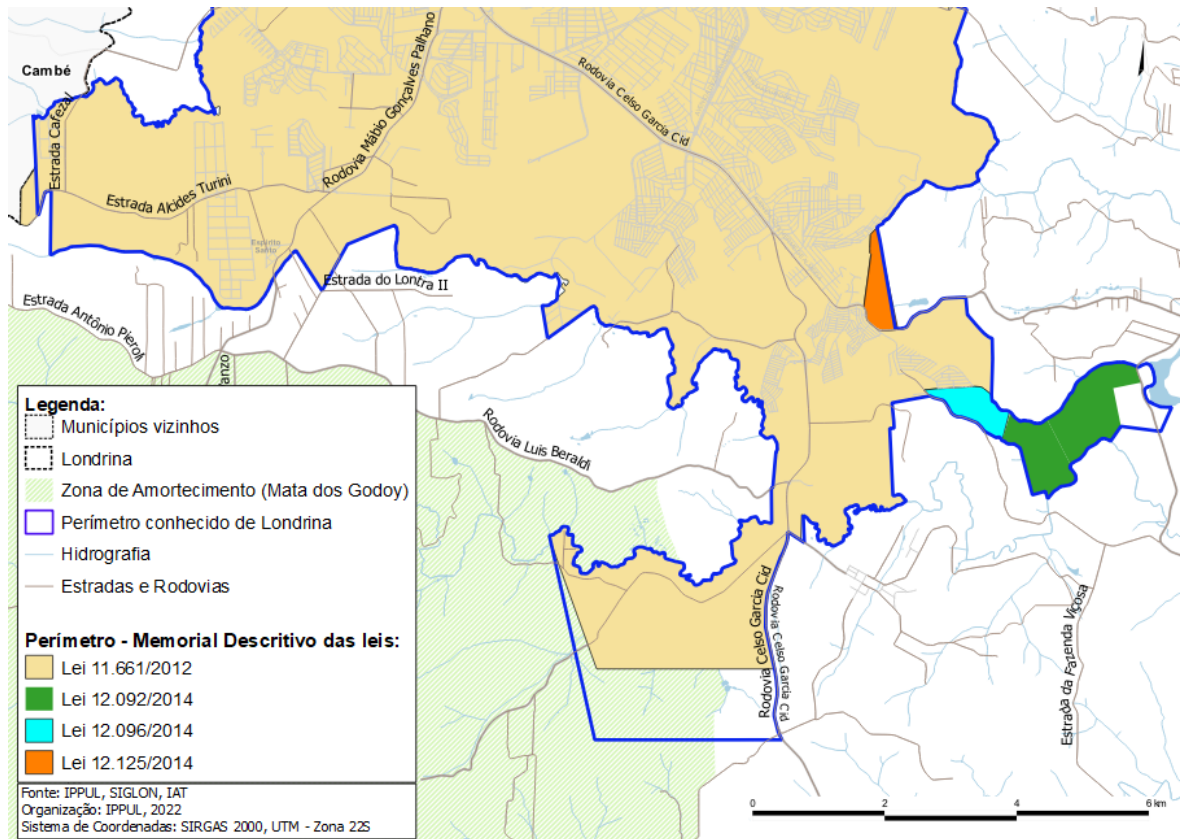 Cambé
Estrada Cafezal
Rodovia Mábio Gonçalves Palhano
Rodovia Celso Garcia Cid
Estrada Alcides Turini
Espírito
Santo
Estrada do Lontra II
Estrada Antônio Pieroli
anzo
Rodovia Luis Beraldi
Rodovia Celso Garcia Cid
Rodovia Celso Garcia Cid
Estrada da Fazenda Viçosa
Legenda:
Municípios vizinhos
Londrina
Zona de Amortecimento (Mata dos Godoy)
Perímetro conhecido de Londrina
Hidrografia
Estradas e Rodovias
Perímetro - Memorial Descritivo das leis:
Lei 11.661/2012
Lei 12.092/2014
Lei 12.096/2014
Lei 12.125/2014
Fonte: IPPUL, SIGLON, IAT
Organização: IPPUL, 2022
Sistema de Coordenadas: SIRGAS 2000, UTM - Zona 22S
0 2 4 6 km